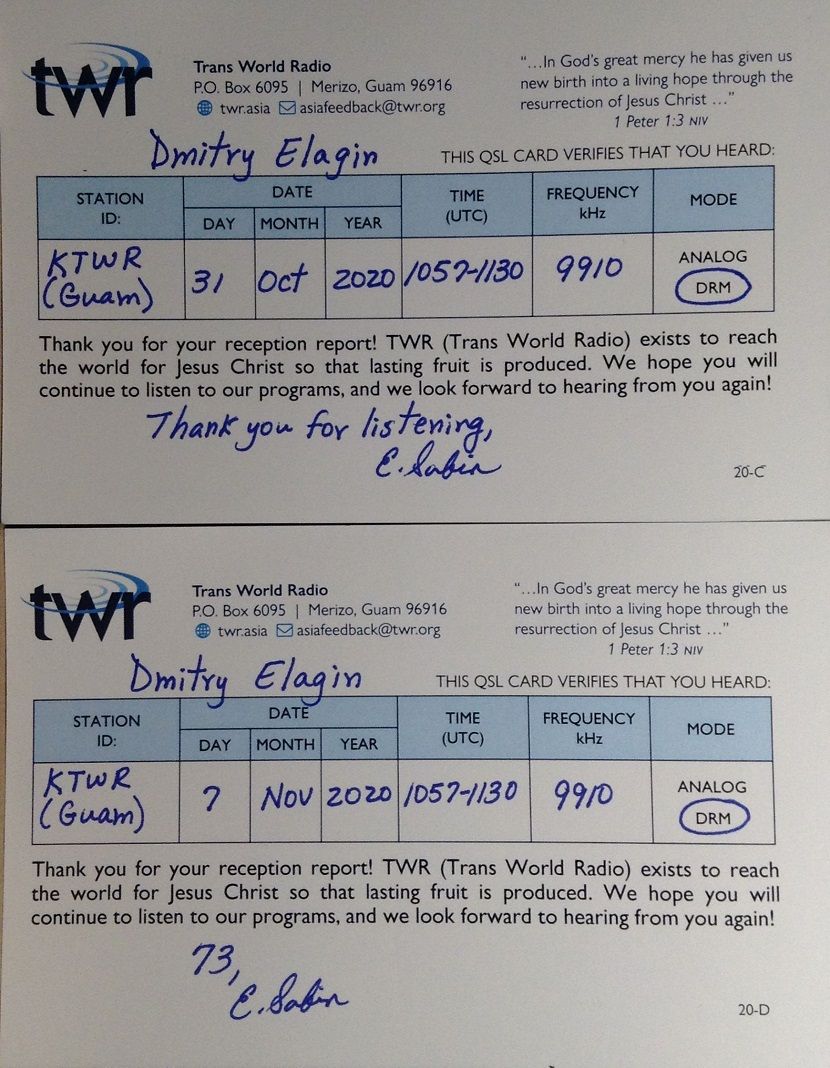 twr
Trans World Radio
P.O. Box 6095 | Merizo, Guam 96916
twr.asia asiafeedback@twr.org
“...In God’s great mercy he has given us
new birth into a living hope through the
resurrection of Jesus Christ ...”
1 Peter 1:3 NIV
Dmitry Elagin
THIS QSL CARD VERIFIES THAT YOU HEARD:
STATION ID: DATE TIME (UTC) FREQUENCY kHz MODE
DAY MONTH YEAR
KTWR (Guam) 31 Oct 2020 1057-1130 9910 ANALOG DRM
Thank you for your reception report! TWR (Trans World Radio) exists to reach
the world for Jesus Christ so that lasting fruit is produced. We hope you will
continue to listen to our programs, and we look forward to hearing from you again!
Thank you for listening,
E. Sabin
20-C
twr
Trans World Radio
P.O. Box 6095 | Merizo, Guam 96916
twr.asia asiafeedback@twr.org
“...In God’s great mercy he has given us
new birth into a living hope through the
resurrection of Jesus Christ ...”
1 Peter 1:3 NIV
Dmitry Elagin
THIS QSL CARD VERIFIES THAT YOU HEARD:
STATION ID: DATE TIME (UTC) FREQUENCY kHz MODE
DAY MONTH YEAR
KTWR (Guam) 7 Nov 2020 1057-1130 9910 ANALOG DRM
Thank you for your reception report! TWR (Trans World Radio) exists to reach
the world for Jesus Christ so that lasting fruit is produced. We hope you will
continue to listen to our programs, and we look forward to hearing from you again!
73,
E. Sabin
20-D